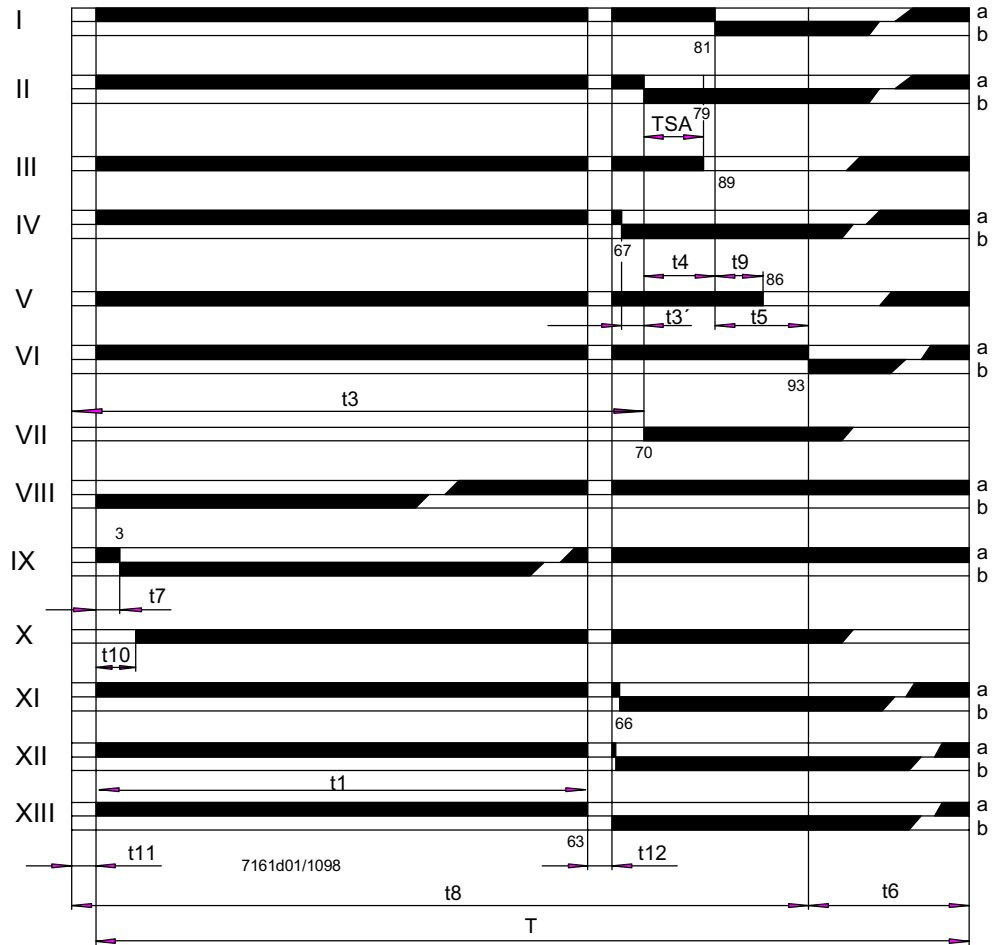 I a
b
81
II a
b
79
TSA
III
89
IV a
b
67
t4 t9
86
V
t3´ t5
VI a
b
93
t3
VII
70
VIII a
b
3
IX a
b
t7
X
t10
XI a
b
66
XII a
b
t1
XIII a
b
63
t11 7161d01/1098 t12
t8 t6
T